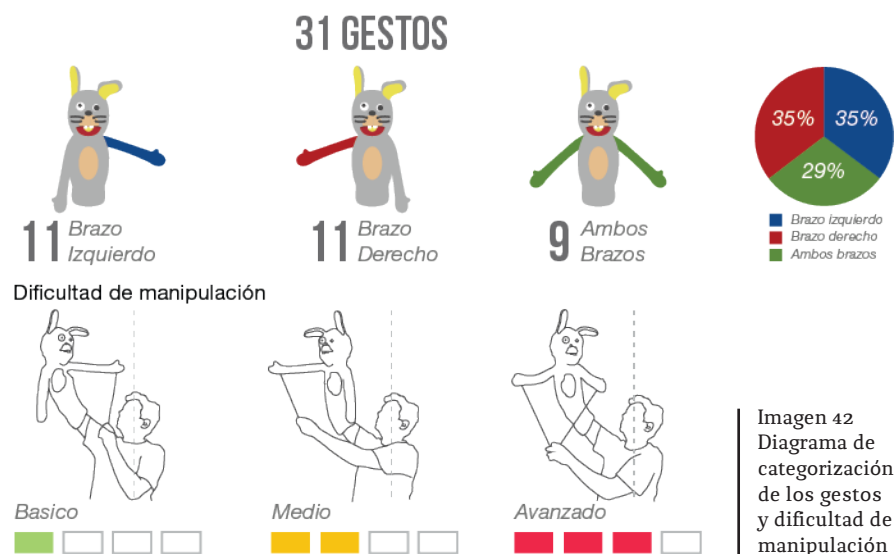 31 GESTOS
11 Brazo
Izquierdo
11 Brazo
Derecho
9 Ambos
Brazos
35%
35%
29%
Brazo izquierdo
Brazo derecho
Ambos brazos
Dificultad de manipulación
Basico
Medio
Avanzado
Imagen 42
Diagrama de
categorización
de los gestos
y dificultad de
manipulación